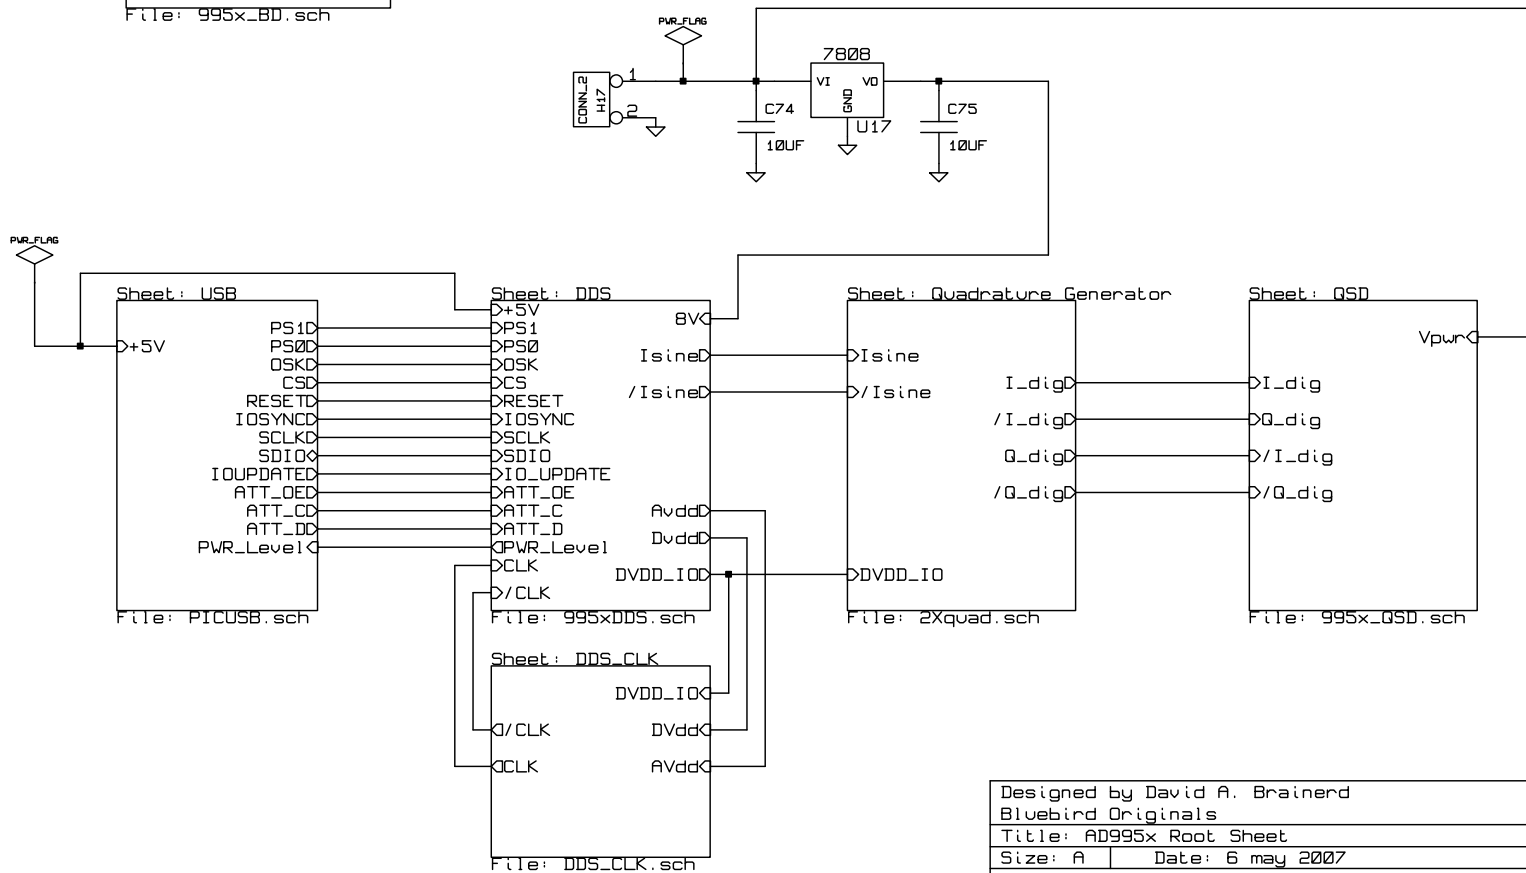 File: 995x_BD.sch
PWR_FLAG
7808
CONN_2
H17
1
2
VI
VO
GND
U17
C74
10UF
C75
10UF
PWR_FLAG
Sheet: USB
+5V
PS1
PS0
OSK
CS
RESET
IOSYNC
SCLK
SDIO
IOUPDATE
ATT_OE
ATT_C
ATT_D
PWR_Level
File: PICUSB.sch
Sheet: DDS
+5V
PS1
PS0
OSK
CS
RESET
IOSYNC
SCLK
SDIO
IO_UPDATE
ATT_OE
ATT_C
ATT_D
PWR_Level
CLK
/CLK
8V
Isine
/Isine
Avdd
Dvdd
DVDD_IO
File: 995xDDS.sch
Sheet: Quadrature Generator
Isine
/Isine
DVDD_IO
I_dig
/I_dig
Q_dig
/Q_dig
File: 2Xquad.sch
Sheet: QSD
Vpwr
I_dig
Q_dig
/I_dig
/Q_dig
File: 995x_QSD.sch
Sheet: DDS_CLK
DVDD_IO
/CLK
DVdd
CLK
AVdd
File: DDS_CLK.sch
Designed by David A. Brainerd
Bluebird Originals
Title: AD995x Root Sheet
Size: A
Date: 6 may 2007